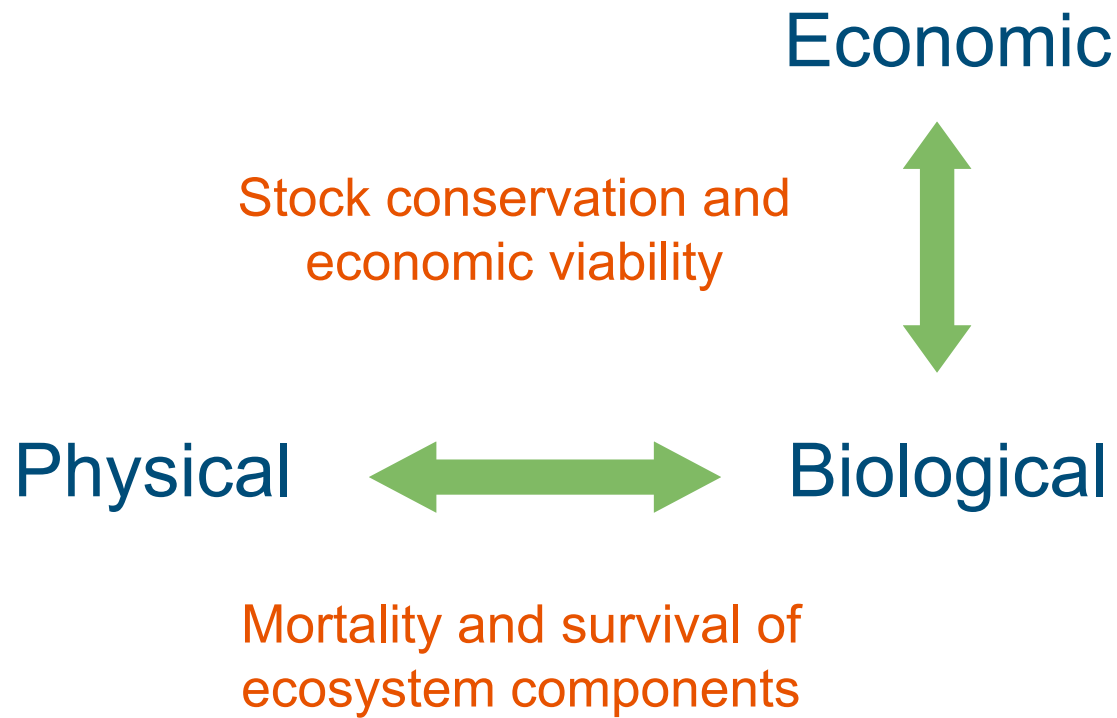 Economic
Stock conservation and
economic viability
Physical
Biological
Mortality and survival of
ecosystem components